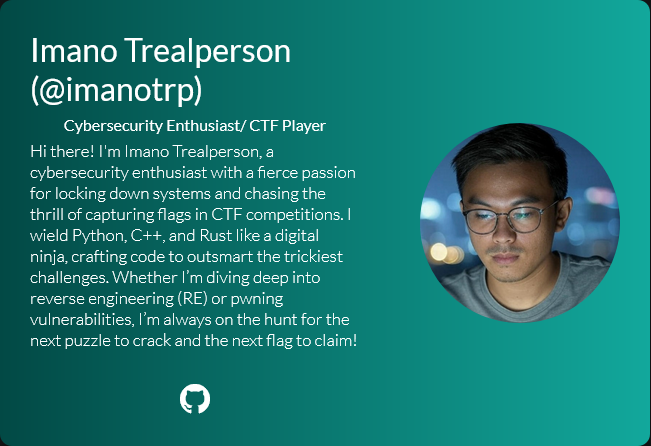 Imano Trealperson
(@imanotrp)
Cybersecurity Enthusiast/ CTF Player
Hi there! I'm Imano Trealperson, a
cybersecurity enthusiast with a fierce passion
for locking down systems and chasing the
thrill of capturing flags in CTF competitions. I
wield Python, C++, and Rust like a digital
ninja, crafting code to outsmart the trickiest
challenges. Whether I’m diving deep into
reverse engineering (RE) or pwning
vulnerabilities, I’m always on the hunt for the
next puzzle to crack and the next flag to claim!